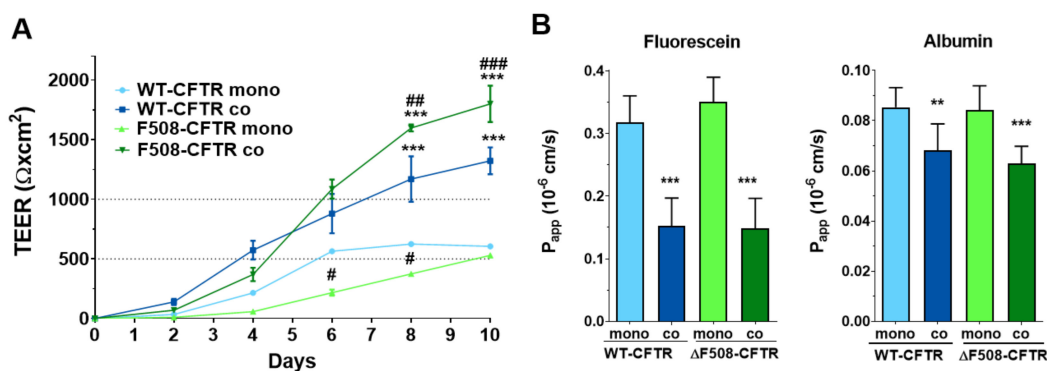 A
TEER (Ωxcm2)
2000
1500
1000
500
0
0 1 2 3 4 5 6 7 8 9 10
Days
WT-CFTR mono
WT-CFTR co
F508-CFTR mono
F508-CFTR co
###
***
##
***
***
***
#
#
B
Fluorescein
Papp (10-6 cm/s)
0.4
0.3
0.2
0.1
0.0
***
***
mono co mono co
WT-CFTR ΔF508-CFTR
Albumin
Papp (10-6 cm/s)
0.10
0.08
0.06
0.04
0.02
0.00
**
***
mono co mono co
WT-CFTR ΔF508-CFTR